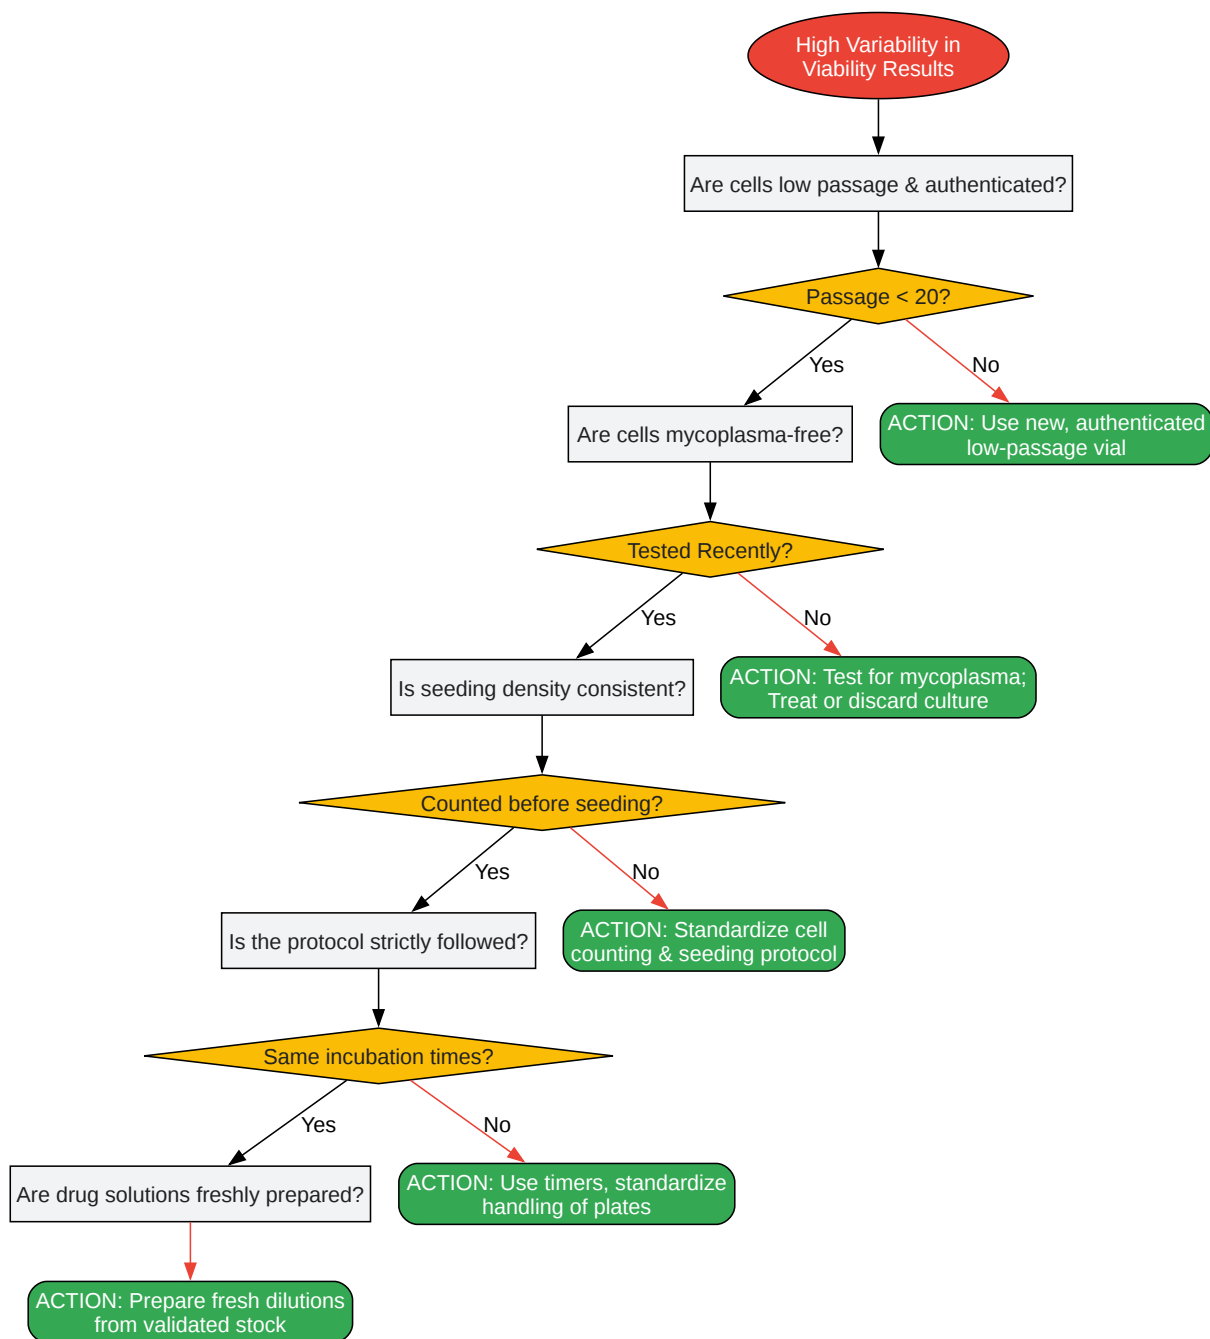 High Variability in
Viability Results
Are cells low passage & authenticated?
Passage < 20?
Yes
No
Are cells mycoplasma-free?
ACTION: Use new, authenticated
low-passage vial
Tested Recently?
Yes
No
Is seeding density consistent?
ACTION: Test for mycoplasma;
Treat or discard culture
Counted before seeding?
Yes
No
Is the protocol strictly followed?
ACTION: Standardize cell
counting & seeding protocol
Same incubation times?
Yes
No
Are drug solutions freshly prepared?
ACTION: Use timers, standardize
handling of plates
ACTION: Prepare fresh dilutions
from validated stock